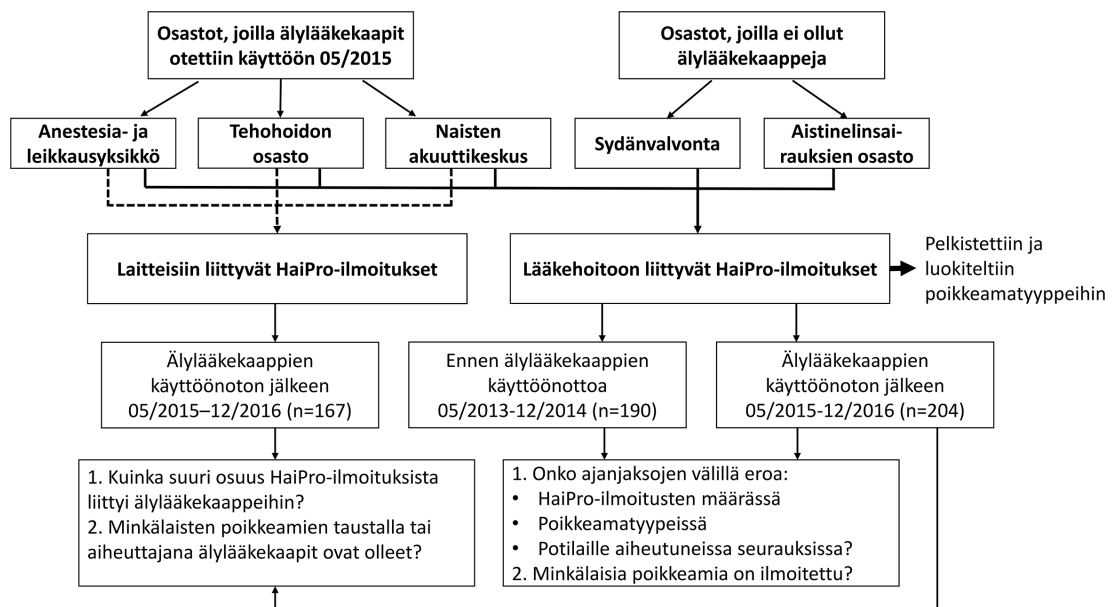 Osastot, joilla älylääkekaapit
otettiin käyttöön 05/2015
Osastot, joilla ei ollut
älylääkekaappeja
Anestesia- ja
leikkausyksikkö
Tehohoidon
osasto
Naisten
akuuttikeskus
Sydänvalvonta
Aistinelinsai-
rauksien osasto
Laitteisiin liittyvät HaiPro-ilmoitukset
Lääkehoitoon liittyvät HaiPro-ilmoitukset
Pelkistettiin ja
luokiteltiin
poikkeamatyyppeihin
Älylääkekaappien
käyttöönoton jälkeen
05/2015–12/2016 (n=167)
Ennen älylääkekaappien
käyttöönottoa
05/2013-12/2014 (n=190)
Älylääkekaappien
käyttöönoton jälkeen
05/2015-12/2016 (n=204)
1. Kuinka suuri osuus HaiPro-ilmoituksista
liittyi älylääkekaappeihin?
2. Minkälaisten poikkeamien taustalla tai
aiheuttajana älylääkekaapit ovat olleet?
1. Onko ajanjaksojen välillä eroa:
• HaiPro-ilmoitusten määrässä
• Poikkeamatyypeissä
• Potilaille aiheutuneissa seurauksissa?
2. Minkälaisia poikkeamia on ilmoitettu?